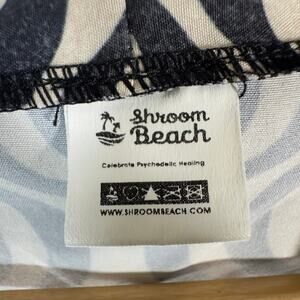 Shroom
Beach
Celebrate Psychedelic Healing
WWW.SHROOMBEACH.COM